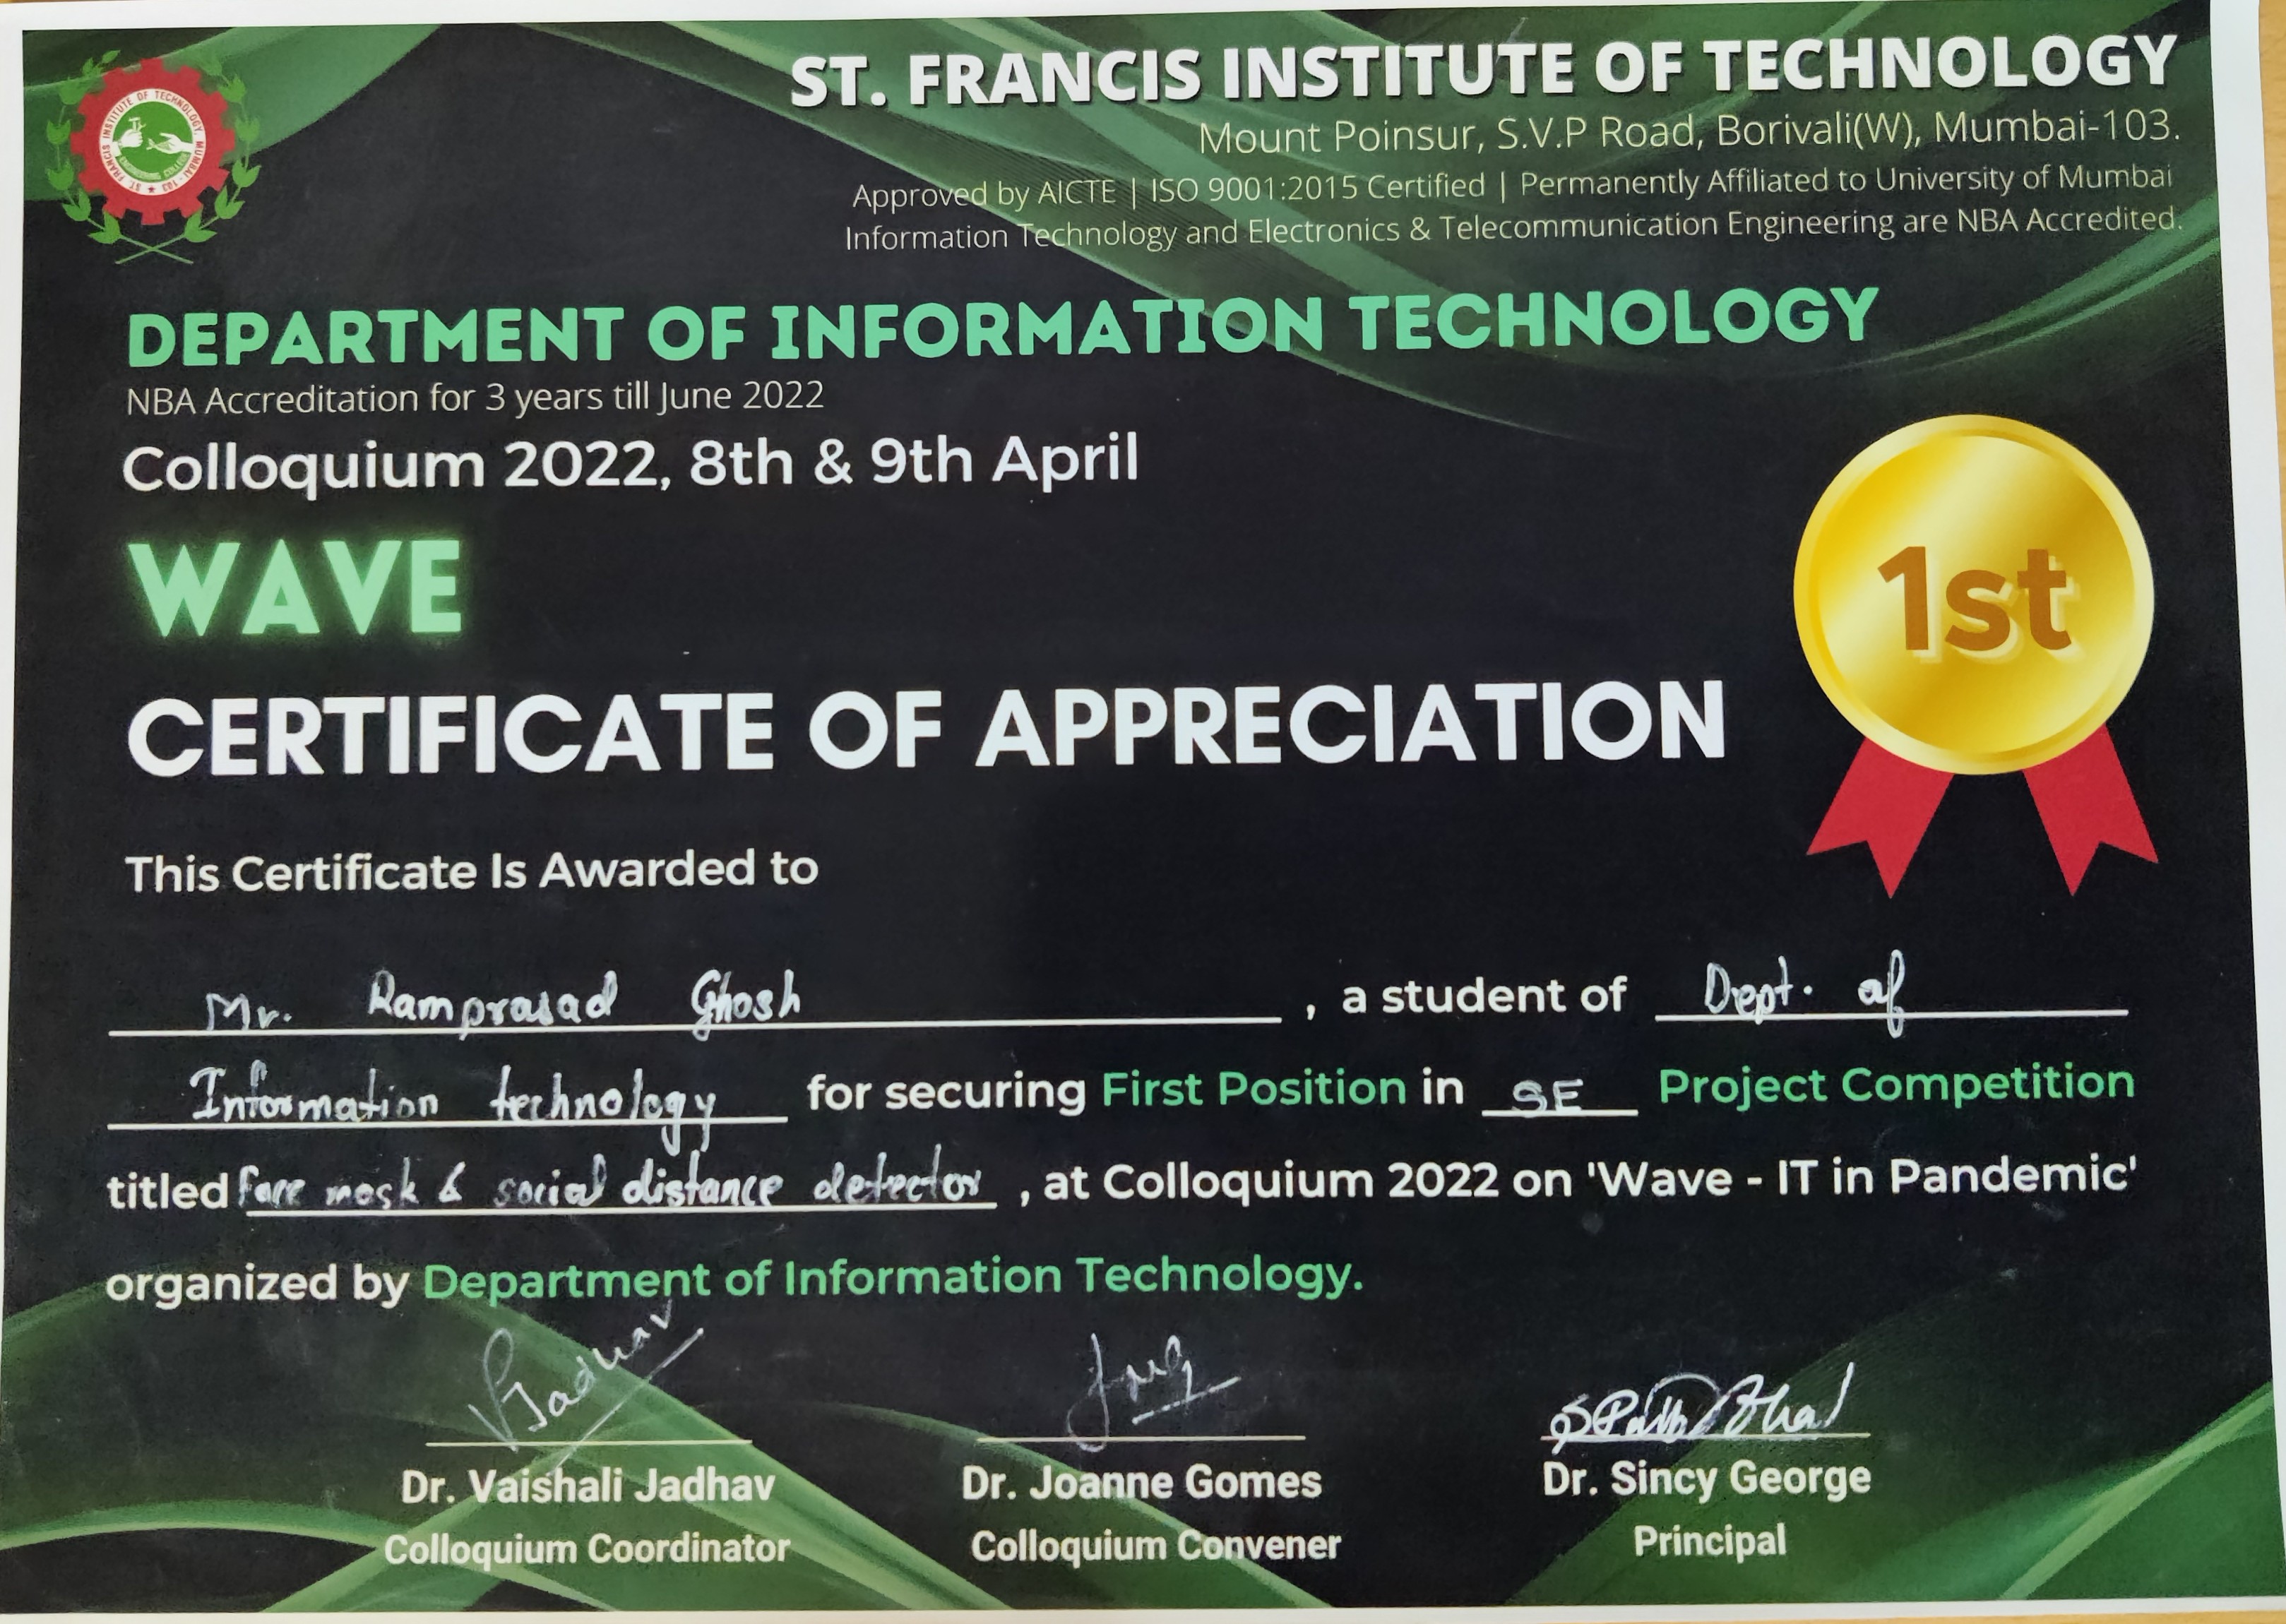 ST. FRANCIS INSTITUTE OF TECHNOLOGY
Mount Poinsur, S.V.P Road, Borivali(W), Mumbai-103.
Approved by AICTE | ISO 9001:2015 Certified | Permanently Affiliated to University of Mumbai
Information Technology and Electronics & Telecommunication Engineering are NBA Accredited.
ST. FRANCIS INSTITUTE OF TECHNOLOGY, MUMBAI-103
ENGINEERING COLLEGE
DEPARTMENT OF INFORMATION TECHNOLOGY
NBA Accreditation for 3 years till June 2022
Colloquium 2022, 8th & 9th April
WAVE
1st
CERTIFICATE OF APPRECIATION
This Certificate Is Awarded to
Mr. Ramprasad Ghosh , a student of Dept. of
Information technology for securing First Position in SE Project Competition
titled Face mask & social distance detector , at Colloquium 2022 on 'Wave - IT in Pandemic'
organized by Department of Information Technology.
VJadhav
Dr. Vaishali Jadhav Dr. Joanne Gomes Dr. Sincy George
Colloquium Coordinator Colloquium Convener Principal